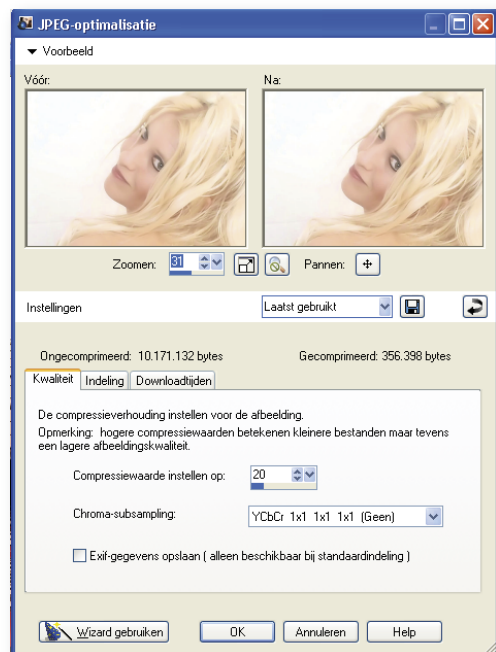 JPEG-optimalisatie
Voorbeeld
Vóór: Na:
Zoomen: 31 Pannen:
Instellingen Laatst gebruikt
Ongecomprimeerd: 10.171.132 bytes Gecomprimeerd: 356.398 bytes
Kwaliteit Indeling Downloadtijden
De compressieverhouding instellen voor de afbeelding.
Opmerking: hogere compressiewaarden betekenen kleinere bestanden maar tevens
een lagere afbeeldingskwaliteit.
Compressiewaarde instellen op: 20
Chroma-subsampling: YCbCr 1x1 1x1 1x1 (Geen)
Exif-gegevens opslaan ( alleen beschikbaar bij standaardindeling )
Wizard gebruiken OK Annuleren Help